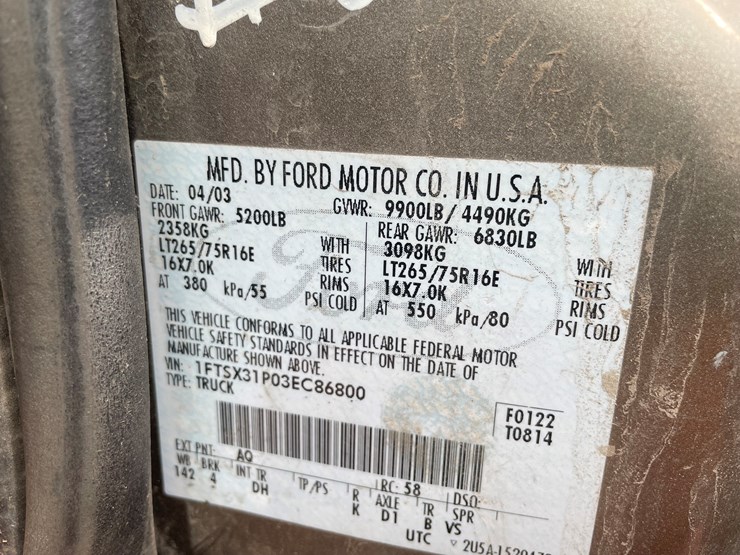 MFD. BY FORD MOTOR CO. IN U.S.A.
DATE: 04/03 GVWR: 9900LB/ 4490KG
FRONT GAWR: 5200LB REAR GAWR: 6830LB
2358KG WITH 3098KG WITH
LT265/75R16E TIRES LT265/75R16E TIRES
16X7.0K RIMS 16X7.0K RIMS
AT 380 kPa/55 PSI COLD AT 550 kPa/80 PSI COLD
THIS VEHICLE CONFORMS TO ALL APPLICABLE FEDERAL MOTOR
VEHICLE SAFETY STANDARDS IN EFFECT ON THE DATE OF
MANUFACTURE SHOWN ABOVE.
VIN: 1FTSX31P03EC86800
TYPE: TRUCK
F0122
T0814
EXT PNT: AQ RC: 58 DSO:
WB BRK INT TR TP/PS R AXLE TR SPR
142 4 DH K D1 B VS
UTC
Ford